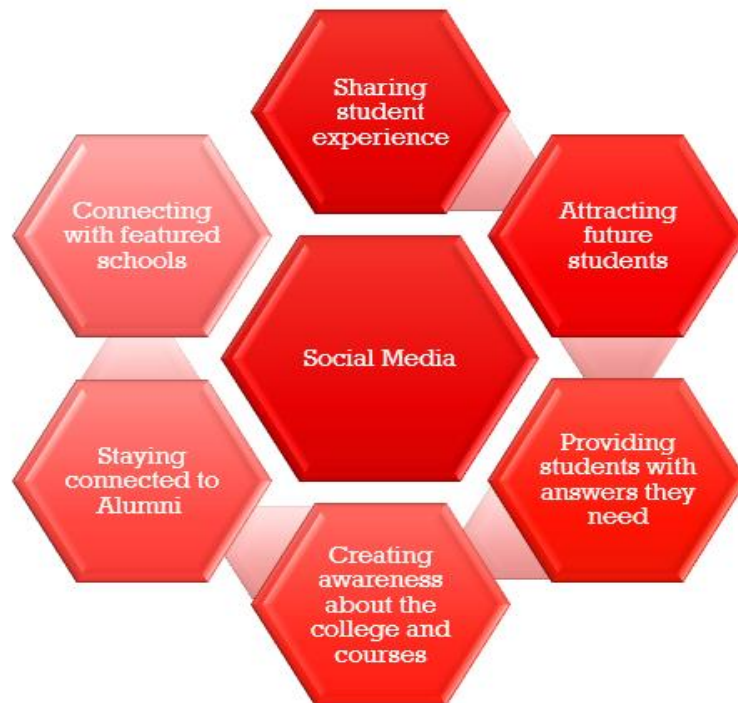 Sharing
student
experience
Attracting
future
students
Providing
students with
answers they
need
Creating
awareness
about the
college and
courses
Staying
connected to
Alumni
Connecting
with featured
schools
Social Media